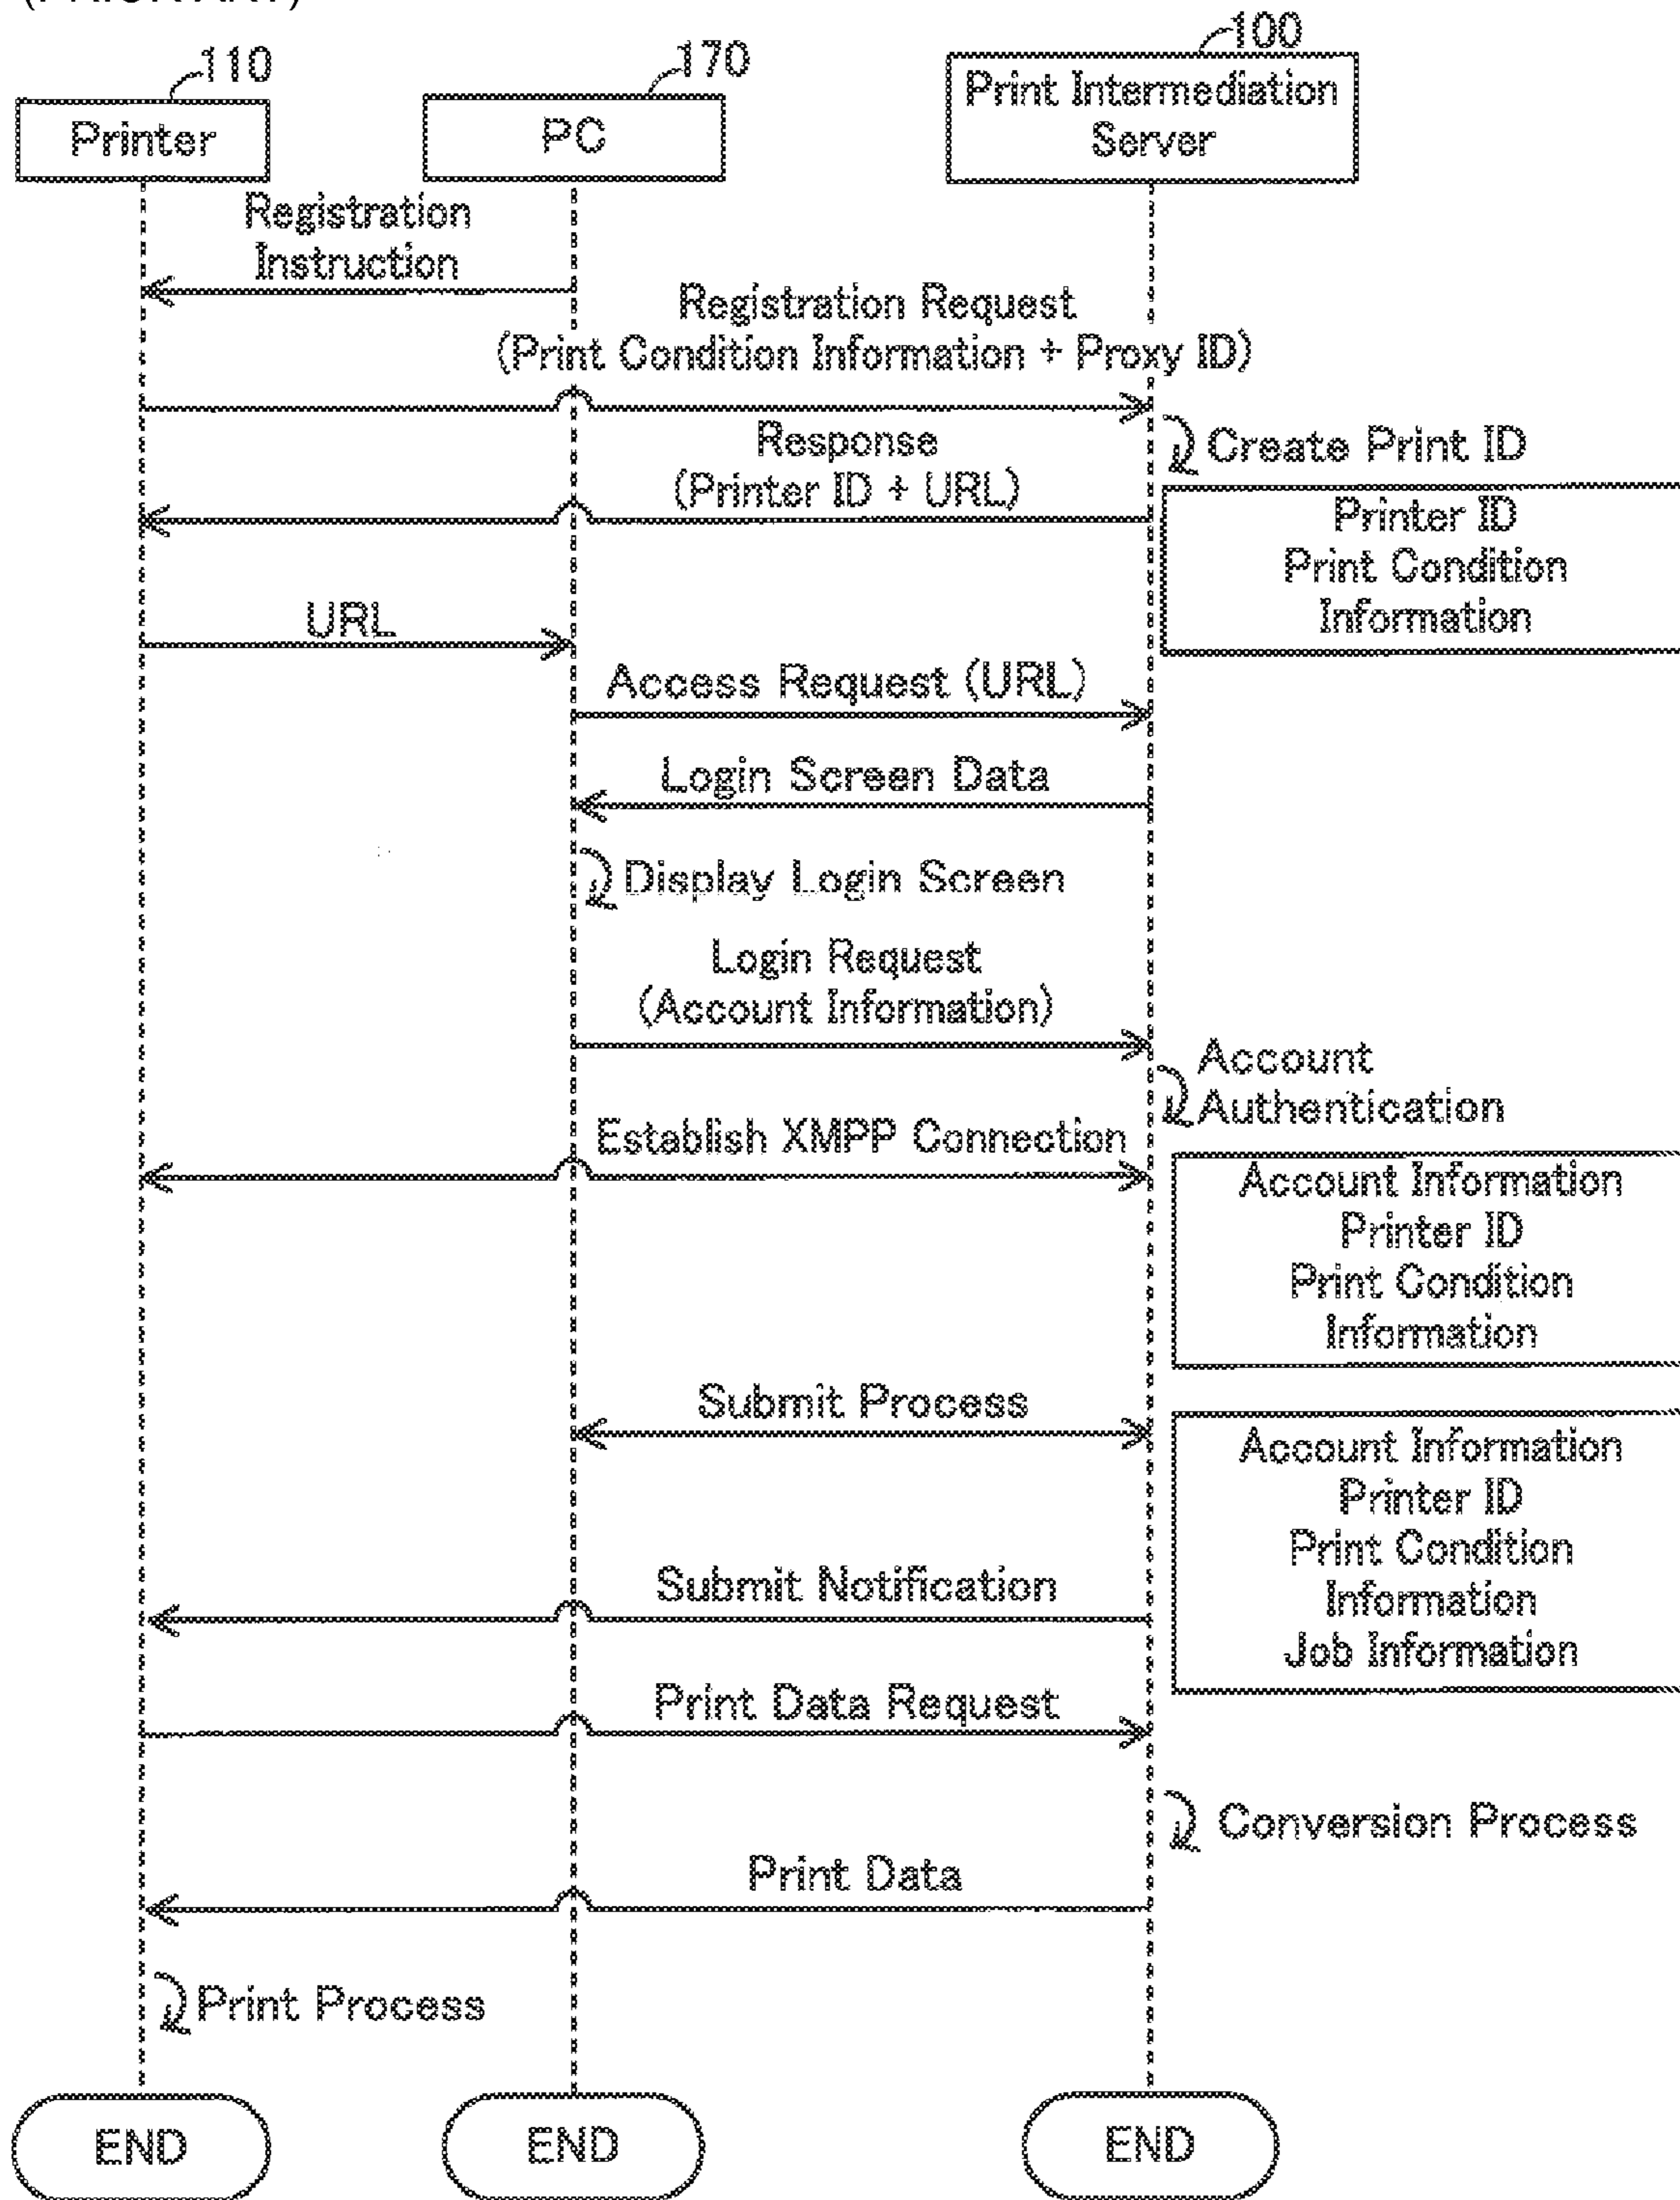 (PRIOR ART)
110
170
100
Printer
PC
Print Intermediation
Server
Registration
Instruction
Registration Request
(Print Condition Information + Proxy ID)
Create Print ID
Response
(Printer ID + URL)
Printer ID
Print Condition
Information
URL
Access Request (URL)
Login Screen Data
Display Login Screen
Login Request
(Account Information)
Account
Authentication
Establish XMPP Connection
Account Information
Printer ID
Print Condition
Information
Submit Process
Account Information
Printer ID
Print Condition
Information
Job Information
Submit Notification
Print Data Request
Conversion Process
Print Data
Print Process
END
END
END